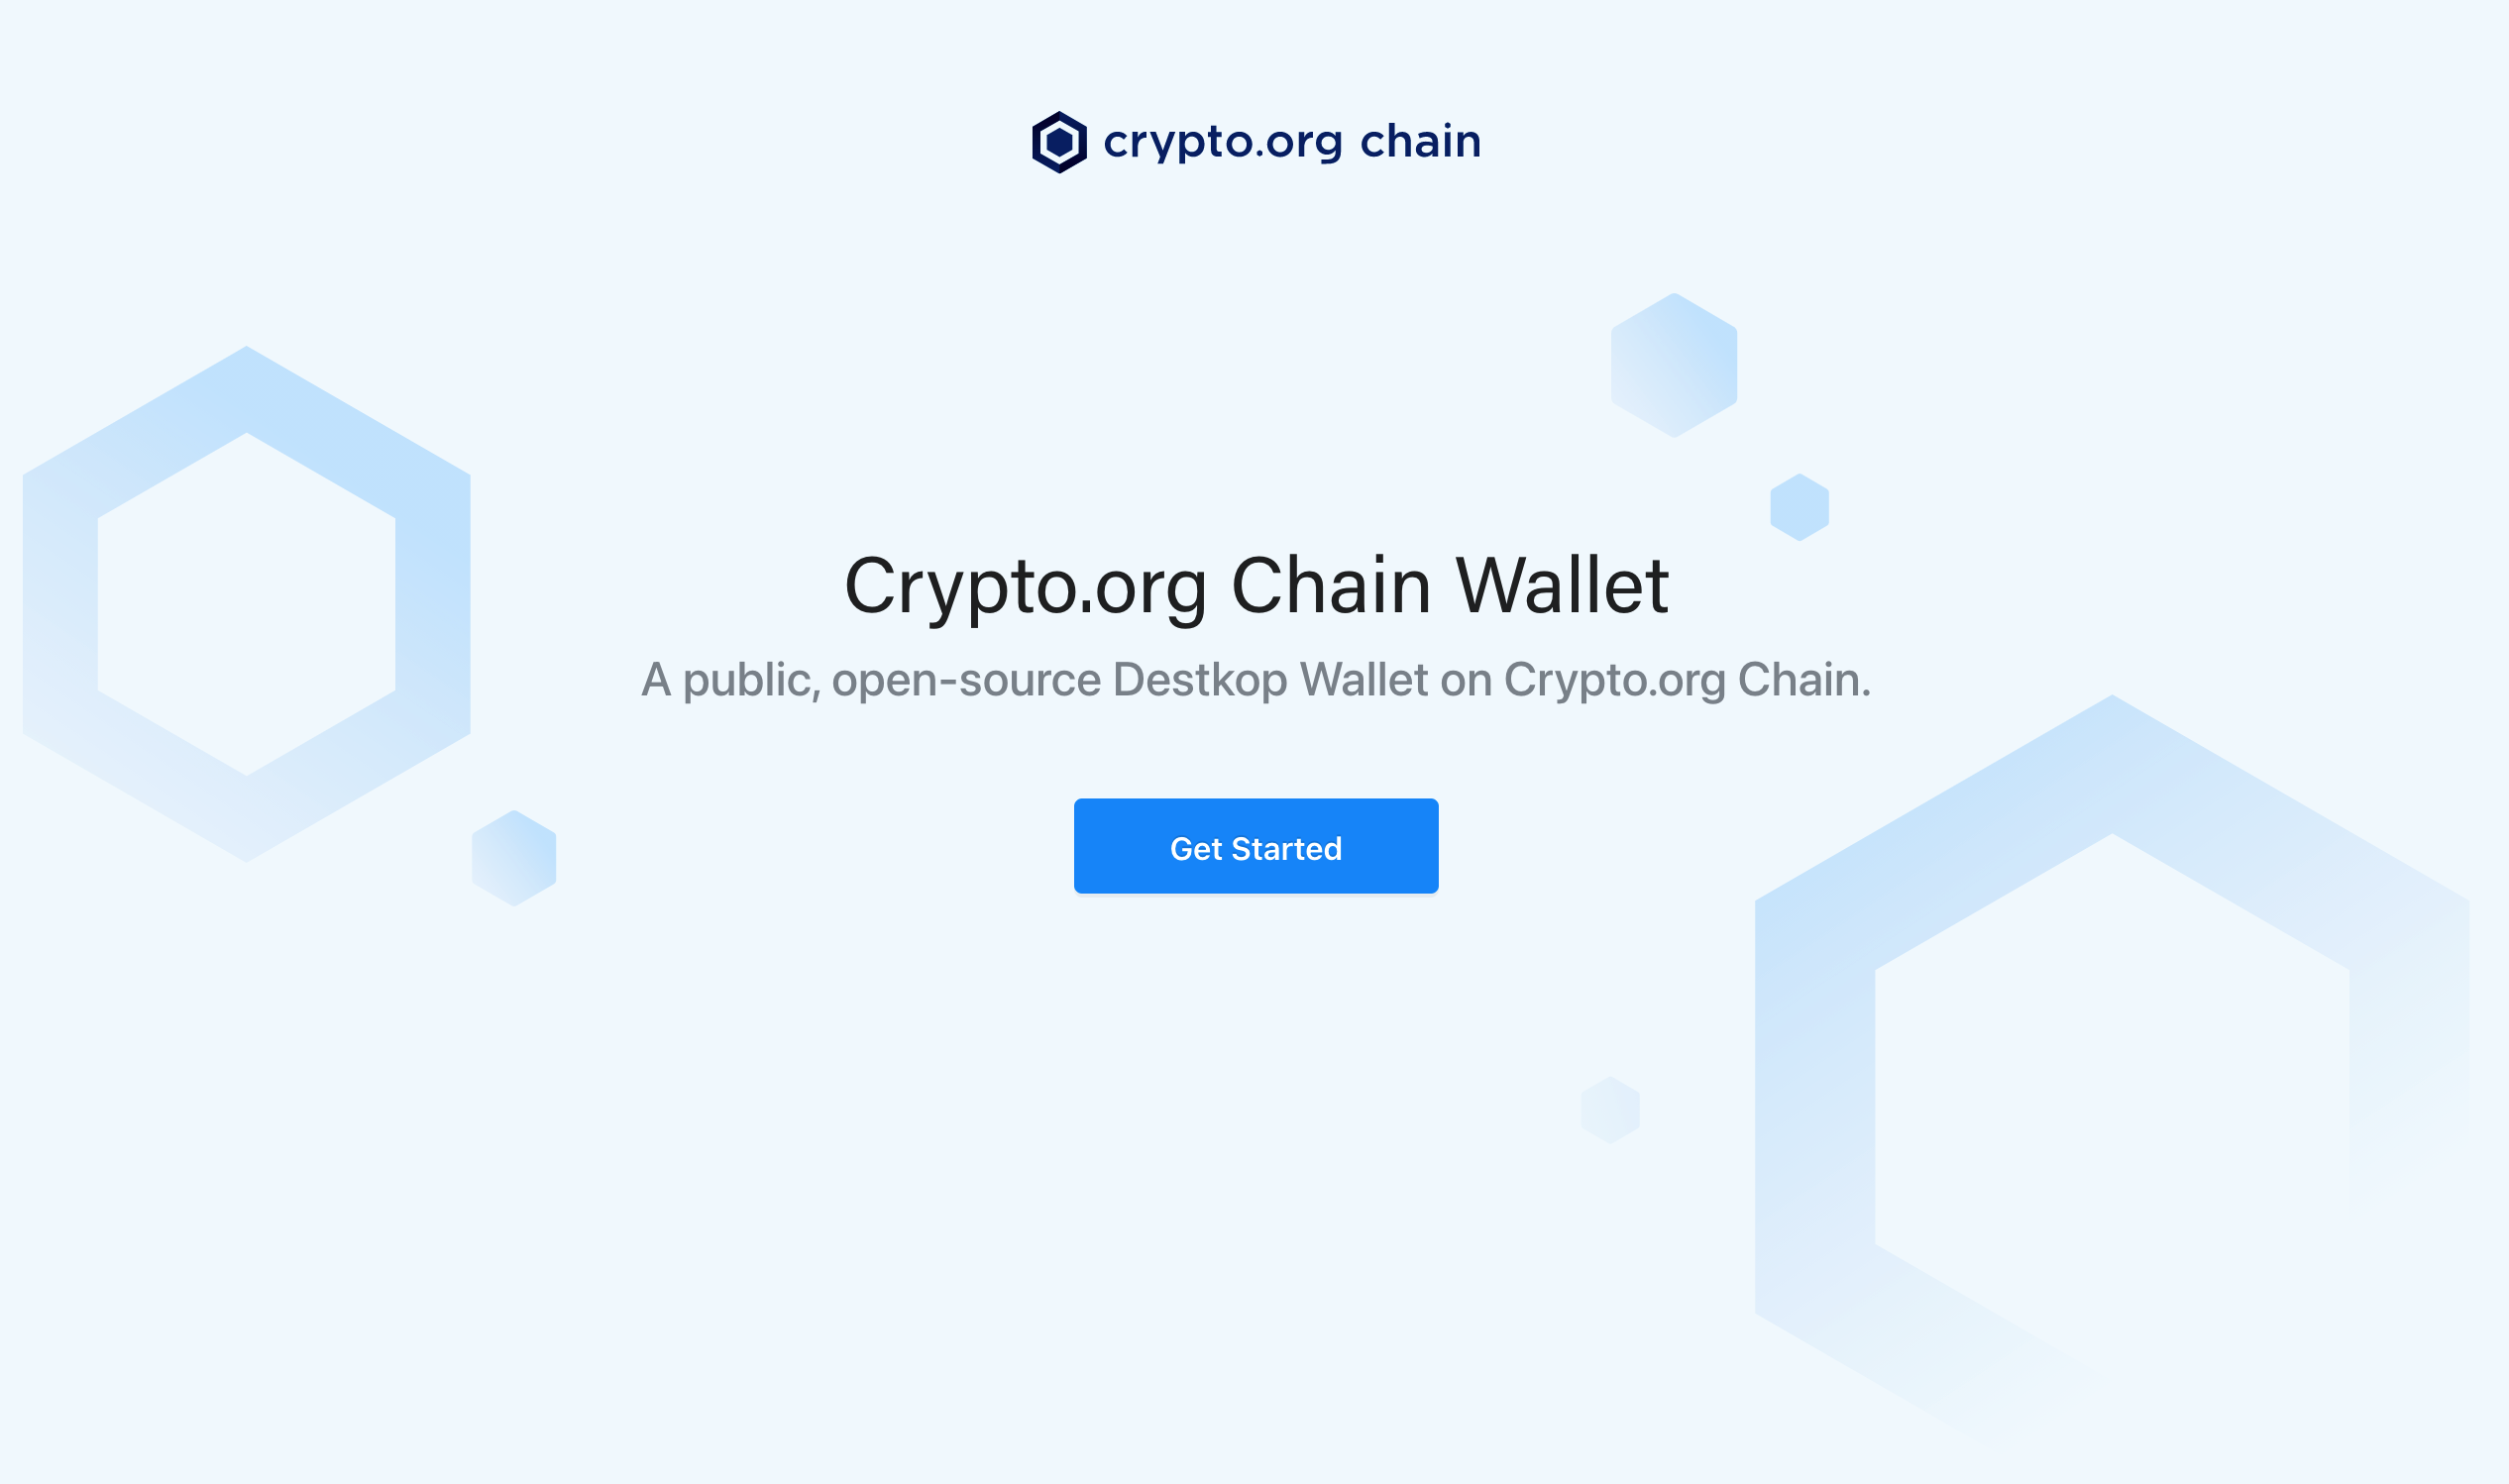 crypto.org chain
Crypto.org Chain Wallet
A public, open-source Destkop Wallet on Crypto.org Chain.
Get Started